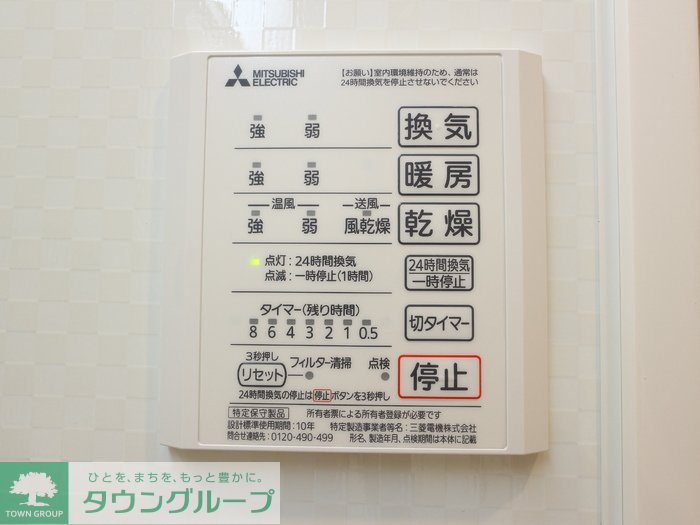 MITSUBISHI
ELECTRIC
【お願い】室内環境維持のため、通常は
24時間換気を停止させないでください
強 弱 換気
強 弱 暖房
温風 送風
強 弱 風乾燥 乾燥
点灯：24時間換気
点滅：一時停止(1時間)
24時間換気
一時停止
タイマー(残り時間)
8 6 4 3 2 1 0.5
切タイマー
3秒押し
リセット フィルター清掃 点検
停止
24時間換気の停止は停止ボタンを3秒押し
特定保守製品 所有者票による所有者登録が必要です
設計標準使用期間：10年 特定製造事業者等名：三菱電機株式会社
問合せ連絡先：0120-490-499 形名、製造年月、点検期間は本体に記載
TOWN GROUP
ひとを、まちを、もっと豊かに。
タウングループ